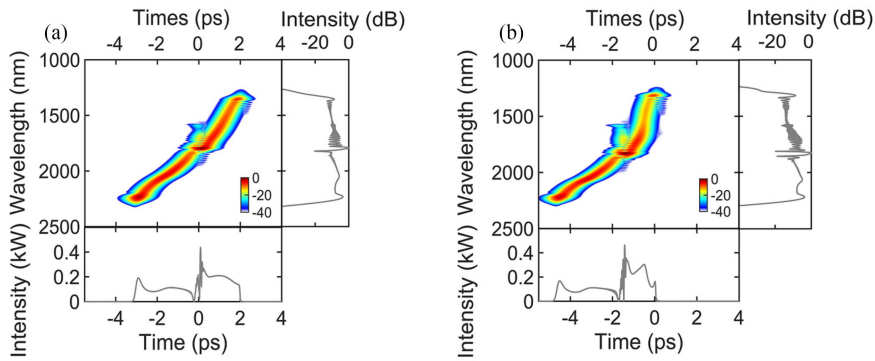 (a)
Times (ps)
Intensity (dB)
-4 -2 0 2 4
-20 0
Wavelength (nm)
1000
1500
2000
2500
0
-20
-40
Intensity (kW)
0.4
0.2
0
-4 -2 0 2 4
Time (ps)
(b)
Times (ps)
Intensity (dB)
-4 -2 0 2 4
-20 0
Wavelength (nm)
1000
1500
2000
2500
0
-20
-40
Intensity (kW)
0.4
0.2
0
-4 -2 0 2 4
Time (ps)